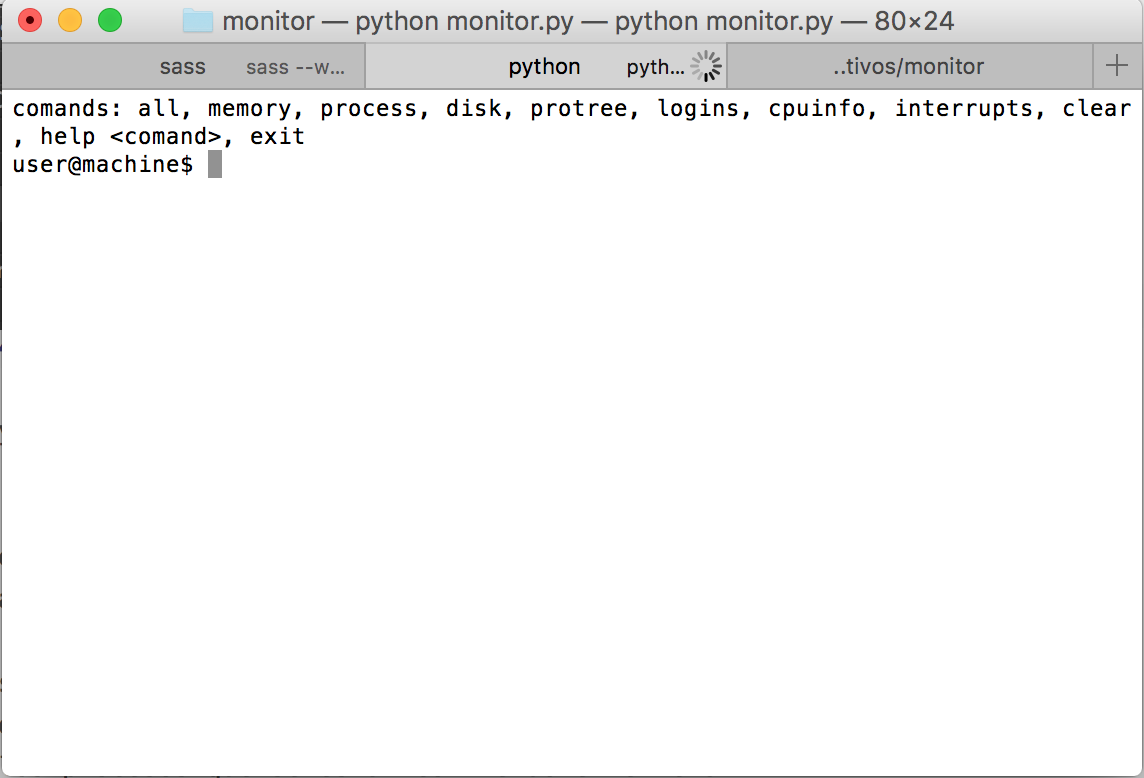 monitor — python monitor.py — python monitor.py — 80×24
sass sass --w... python pyth... ..tivos/monitor
comands: all, memory, process, disk, protree, logins, cpuinfo, interrupts, clear
, help <comand>, exit
user@machine$